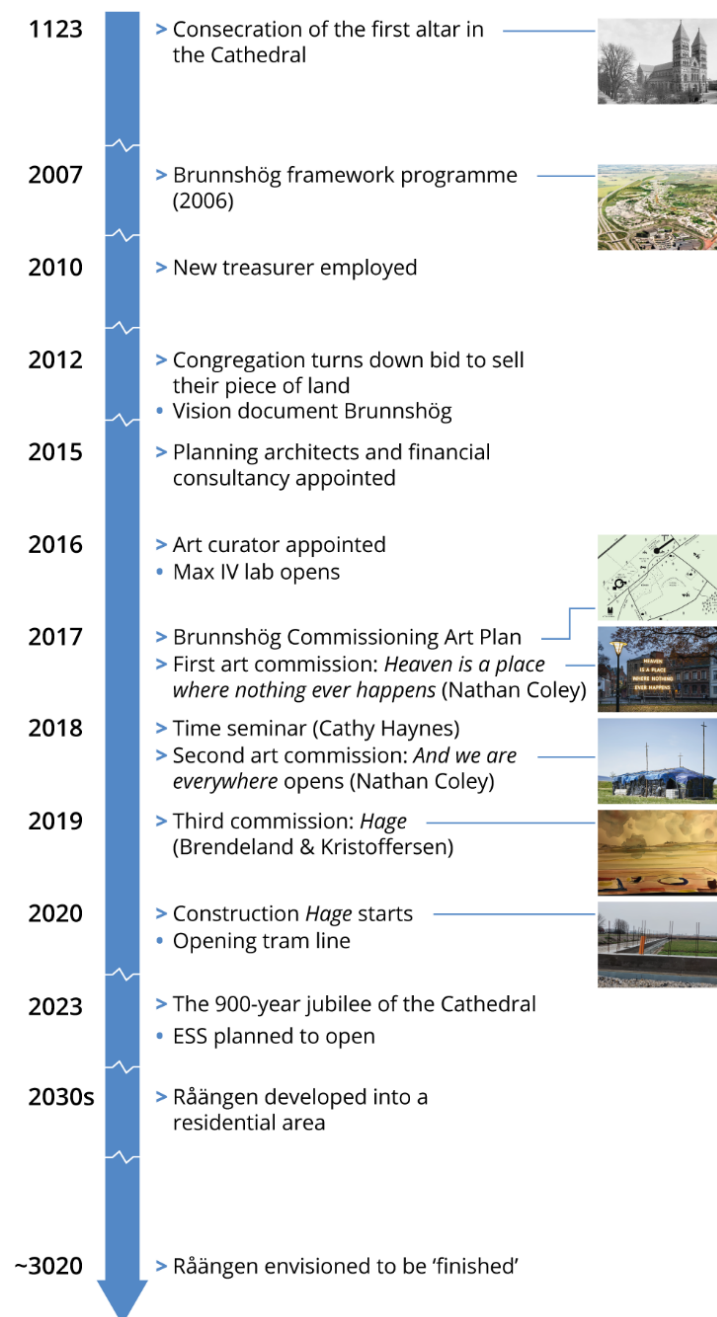 1123 > Consecration of the first altar in
the Cathedral
2007 > Brunnshög framework programme
(2006)
2010 > New treasurer employed
2012 > Congregation turns down bid to sell
their piece of land
• Vision document Brunnshög
2015 > Planning architects and financial
consultancy appointed
2016 > Art curator appointed
• Max IV lab opens
2017 > Brunnshög Commissioning Art Plan
> First art commission: Heaven is a place
where nothing ever happens (Nathan Coley)
HEAVEN
IS A PLACE
WHERE NOTHING
EVER HAPPENS
2018 > Time seminar (Cathy Haynes)
> Second art commission: And we are
everywhere opens (Nathan Coley)
2019 > Third commission: Hage
(Brendeland & Kristoffersen)
2020 > Construction Hage starts
• Opening tram line
2023 > The 900-year jubilee of the Cathedral
• ESS planned to open
2030s > Råängen developed into a
residential area
~3020 > Råängen envisioned to be ‘finished’